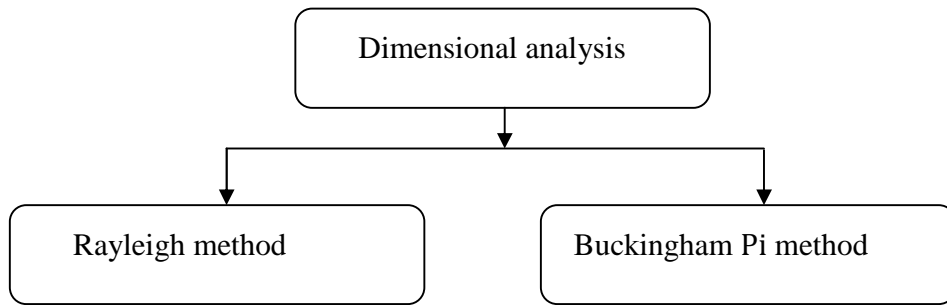 Dimensional analysis
Rayleigh method
Buckingham Pi method